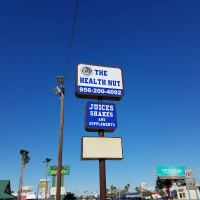 THE
HEALTH NUT
956-200-4092
JUICES
SHAKES
AND
SUPPLEMENTS